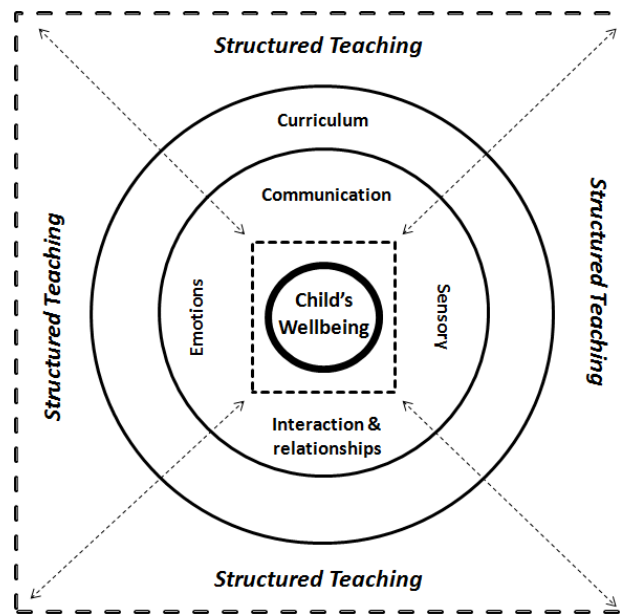 Structured Teaching
Curriculum
Communication
Structured Teaching
Emotions
Child's
Wellbeing
Sensory
Structured Teaching
Interaction &
relationships
Structured Teaching